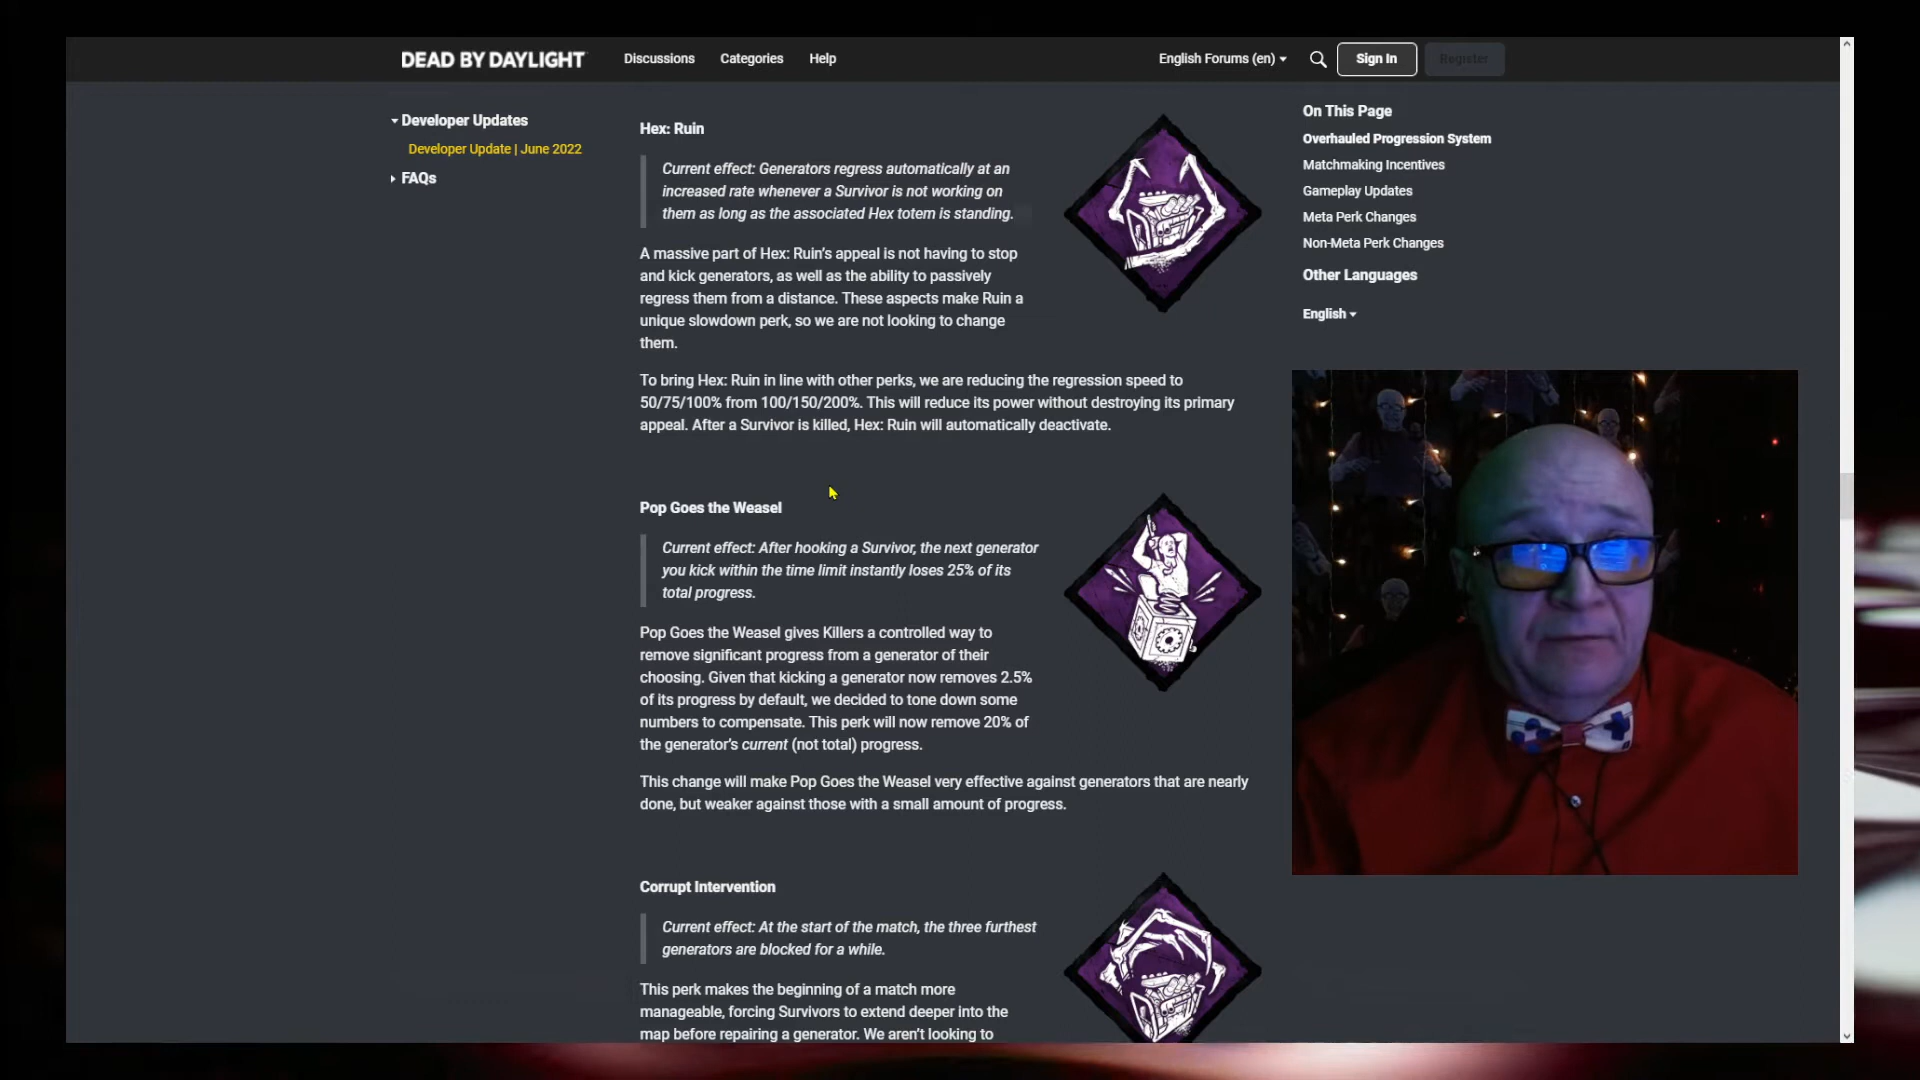 DEAD BY DAYLIGHT
Discussions
Categories
Help
English Forums (en)
Sign In
Register
Developer Updates
Developer Update | June 2022
FAQs
Hex: Ruin
Current effect: Generators regress automatically at an
increased rate whenever a Survivor is not working on
them as long as the associated Hex totem is standing.
A massive part of Hex: Ruin's appeal is not having to stop
and kick generators, as well as the ability to passively
regress them from a distance. These aspects make Ruin a
unique slowdown perk, so we are not looking to change
them.
To bring Hex: Ruin in line with other perks, we are reducing the regression speed to
50/75/100% from 100/150/200%. This will reduce its power without destroying its primary
appeal. After a Survivor is killed, Hex: Ruin will automatically deactivate.
Pop Goes the Weasel
Current effect: After hooking a Survivor, the next generator
you kick within the time limit instantly loses 25% of its
total progress.
Pop Goes the Weasel gives Killers a controlled way to
remove significant progress from a generator of their
choosing. Given that kicking a generator now removes 2.5%
of its progress by default, we decided to tone down some
numbers to compensate. This perk will now remove 20% of
the generator's current (not total) progress.
This change will make Pop Goes the Weasel very effective against generators that are nearly
done, but weaker against those with a small amount of progress.
Corrupt Intervention
Current effect: At the start of the match, the three furthest
generators are blocked for a while.
This perk makes the beginning of a match more
manageable, forcing Survivors to extend deeper into the
map before repairing a generator. We aren't looking to
On This Page
Overhauled Progression System
Matchmaking Incentives
Gameplay Updates
Meta Perk Changes
Non-Meta Perk Changes
Other Languages
English